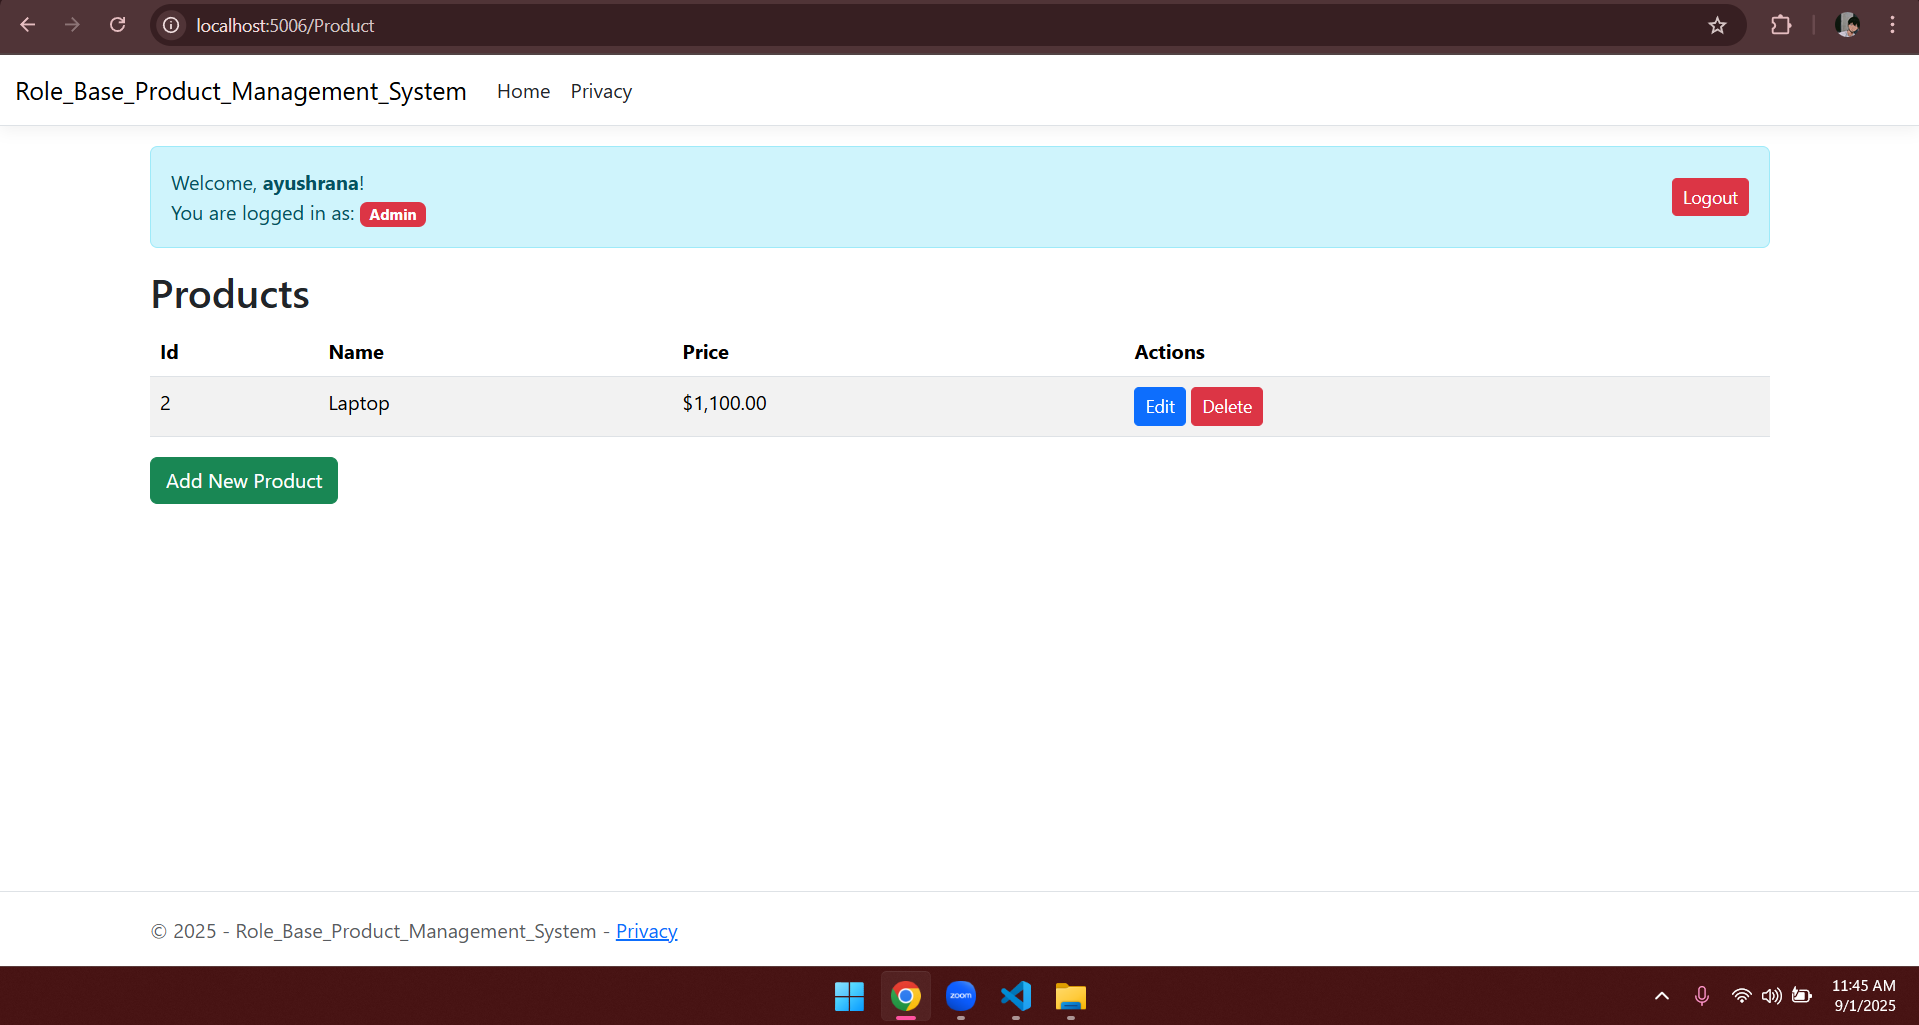 localhost:5006/Product
Role_Base_Product_Management_System Home Privacy
Welcome, ayushrana!
You are logged in as: Admin
Logout
Products
Id Name Price Actions
2 Laptop $1,100.00 Edit Delete
Add New Product
© 2025 - Role_Base_Product_Management_System - Privacy
zoom
11:45 AM
9/1/2025